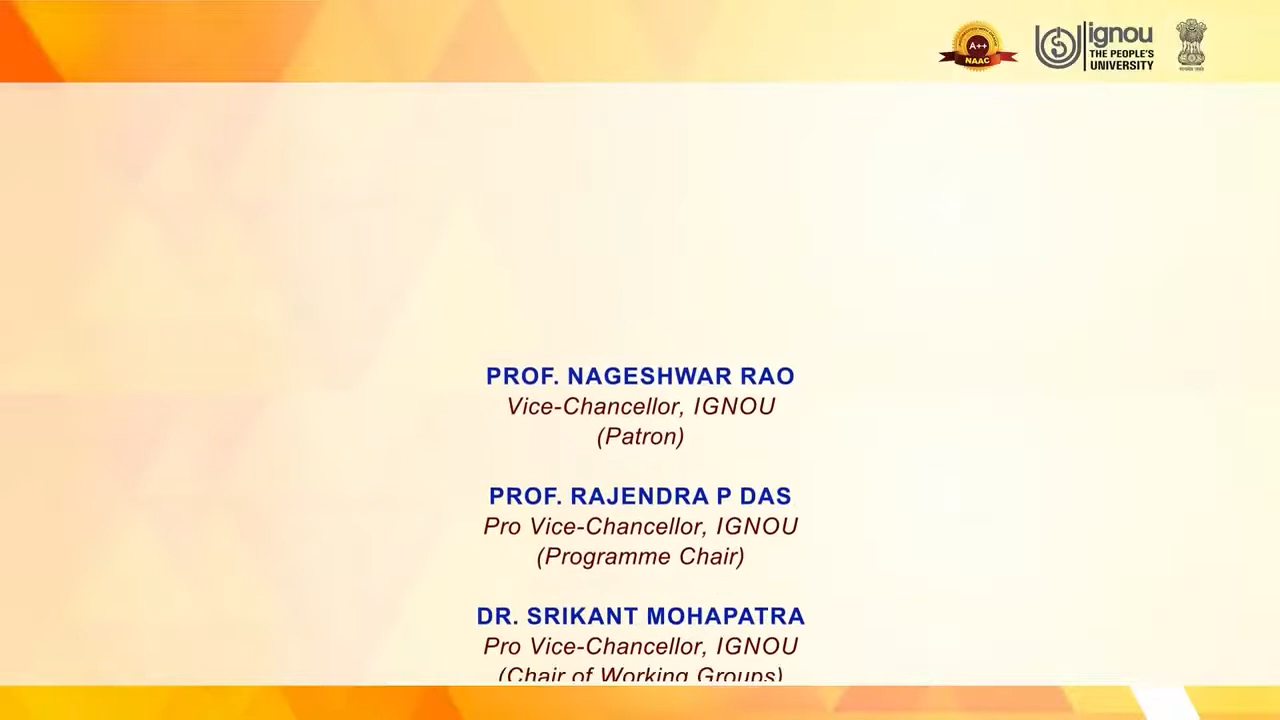 A++
NAAC
ignou
THE PEOPLE'S
UNIVERSITY
PROF. NAGESHWAR RAO
Vice-Chancellor, IGNOU
(Patron)
PROF. RAJENDRA P DAS
Pro Vice-Chancellor, IGNOU
(Programme Chair)
DR. SRIKANT MOHAPATRA
Pro Vice-Chancellor, IGNOU
(Chair of Working Groups)